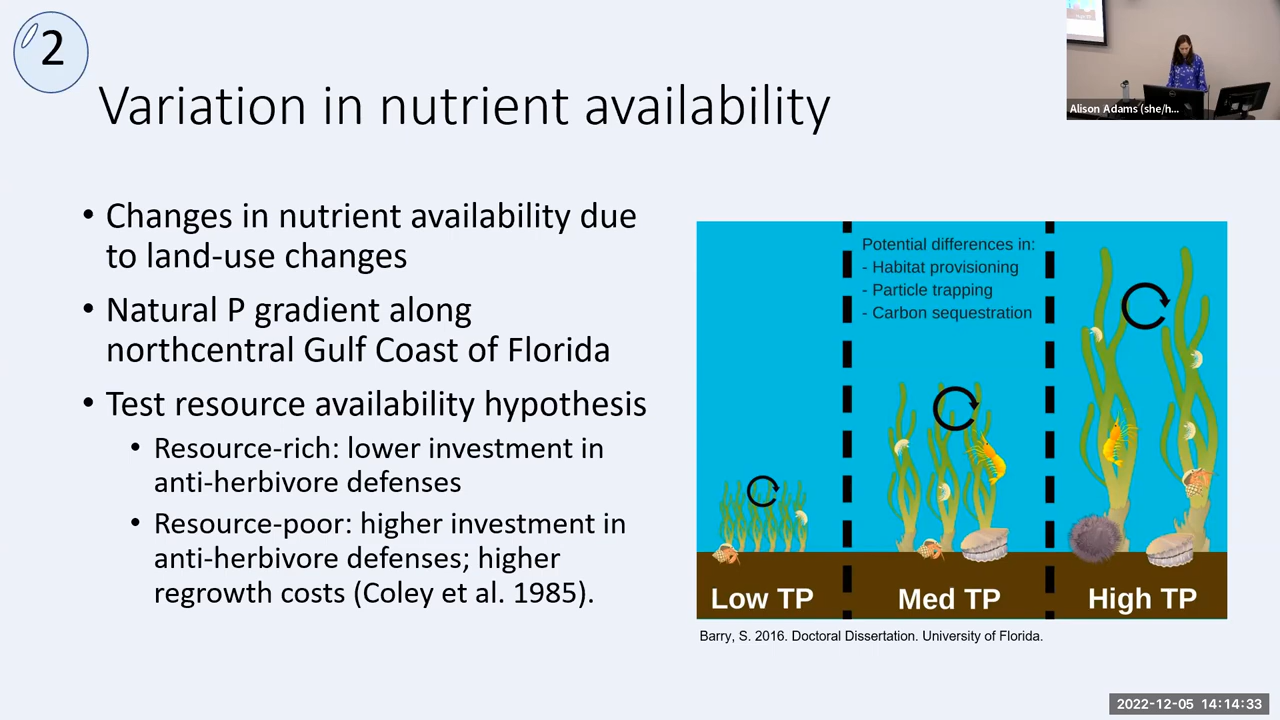 2
Variation in nutrient availability
Alison Adams (she/h...
• Changes in nutrient availability due
to land-use changes
• Natural P gradient along
northcentral Gulf Coast of Florida
• Test resource availability hypothesis
• Resource-rich: lower investment in
anti-herbivore defenses
• Resource-poor: higher investment in
anti-herbivore defenses; higher
regrowth costs (Coley et al. 1985).
Potential differences in:
- Habitat provisioning
- Particle trapping
- Carbon sequestration
Low TP
Med TP
High TP
Barry, S. 2016. Doctoral Dissertation. University of Florida.
2022-12-05 14:14:33